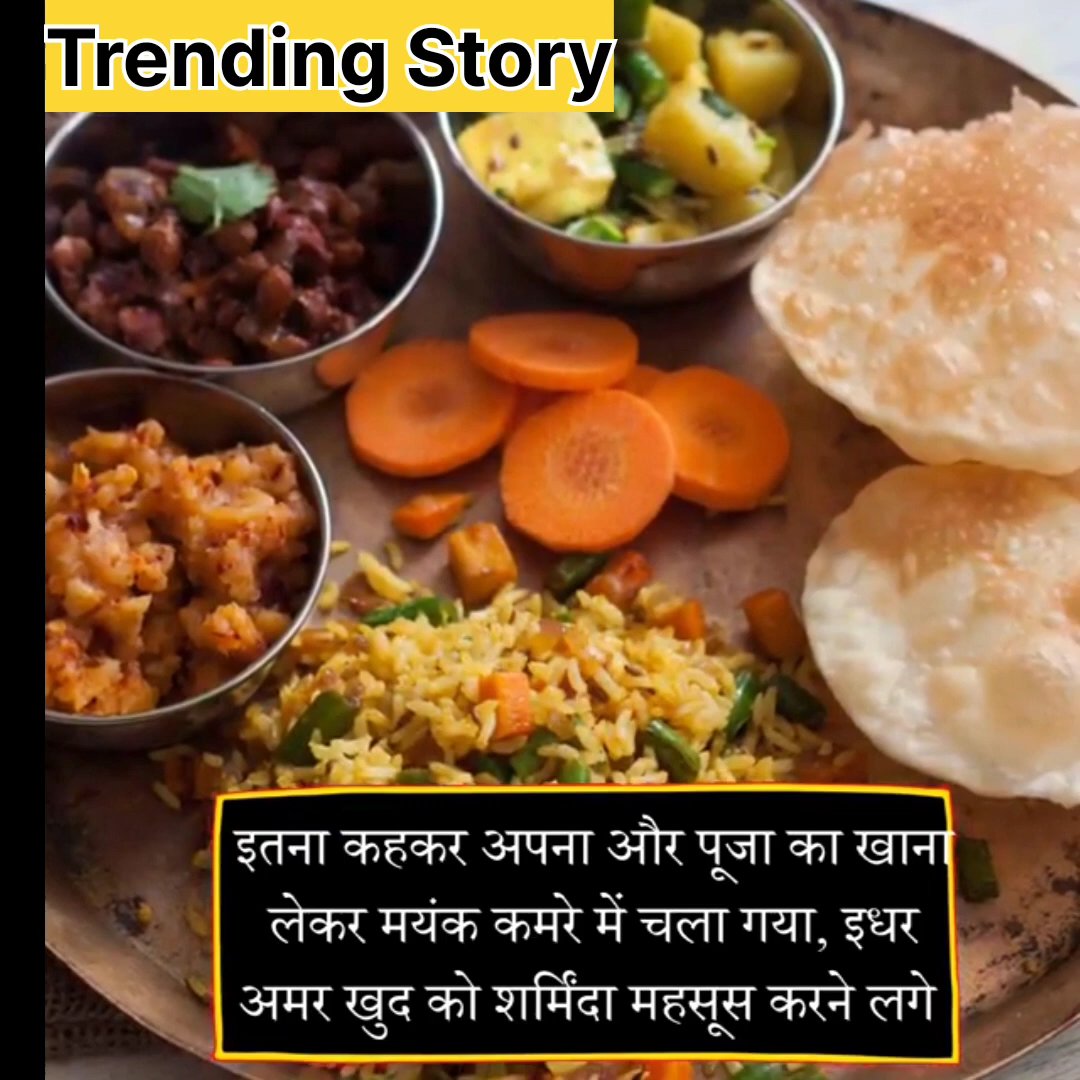 Trending Story
इतना कहकर अपना और पूजा का खाना
लेकर मयंक कमरे में चला गया, इधर
अमर खुद को शर्मिंदा महसूस करने लगे